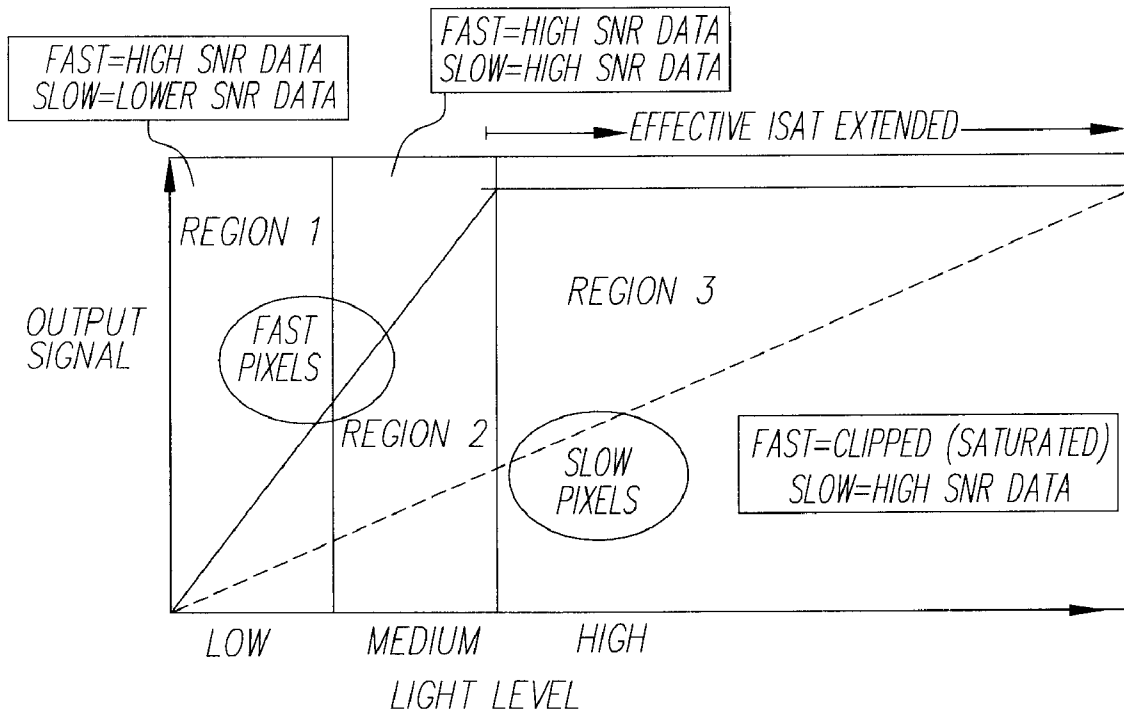 FAST=HIGH SNR DATA
SLOW=LOWER SNR DATA
FAST=HIGH SNR DATA
SLOW=HIGH SNR DATA
EFFECTIVE ISAT EXTENDED
REGION 1
REGION 3
OUTPUT
SIGNAL
FAST
PIXELS
REGION 2
SLOW
PIXELS
FAST=CLIPPED (SATURATED)
SLOW=HIGH SNR DATA
LOW
MEDIUM
HIGH
LIGHT LEVEL